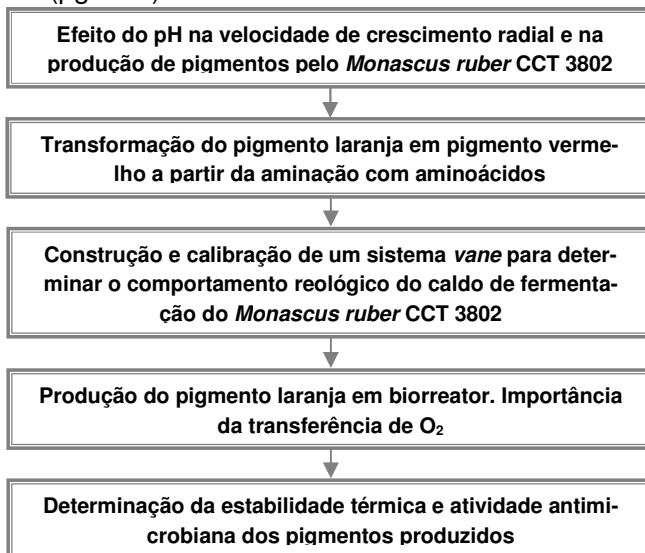 Efeito do pH na velocidade de crescimento radial e na
produção de pigmentos pelo Monascus ruber CCT 3802
Transformação do pigmento laranja em pigmento verme-
lho a partir da aminação com aminoácidos
Construção e calibração de um sistema vane para deter-
minar o comportamento reológico do caldo de fermenta-
ção do Monascus ruber CCT 3802
Produção do pigmento laranja em biorreator. Importância
da transferência de O₂
Determinação da estabilidade térmica e atividade antimi-
crobiana dos pigmentos produzidos